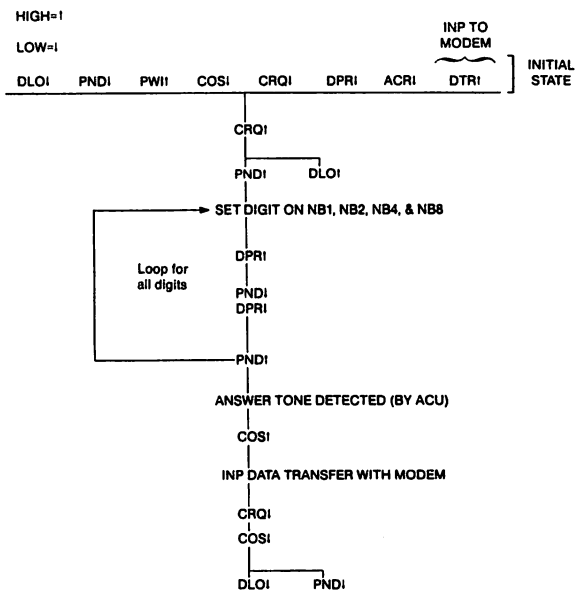 HIGH=↑
LOW=↓
INP TO
MODEM
INITIAL
STATE
DLO↓ PND↓ PWI↑ COS↓ CRQ↓ DPR↓ ACR↓ DTR↑
CRQ↑
PND↑ DLO↑
SET DIGIT ON NB1, NB2, NB4, & NB8
DPR↑
Loop for
all digits
PND↓
DPR↓
PND↑
ANSWER TONE DETECTED (BY ACU)
COS↑
INP DATA TRANSFER WITH MODEM
CRQ↓
COS↓
DLO↓ PND↓